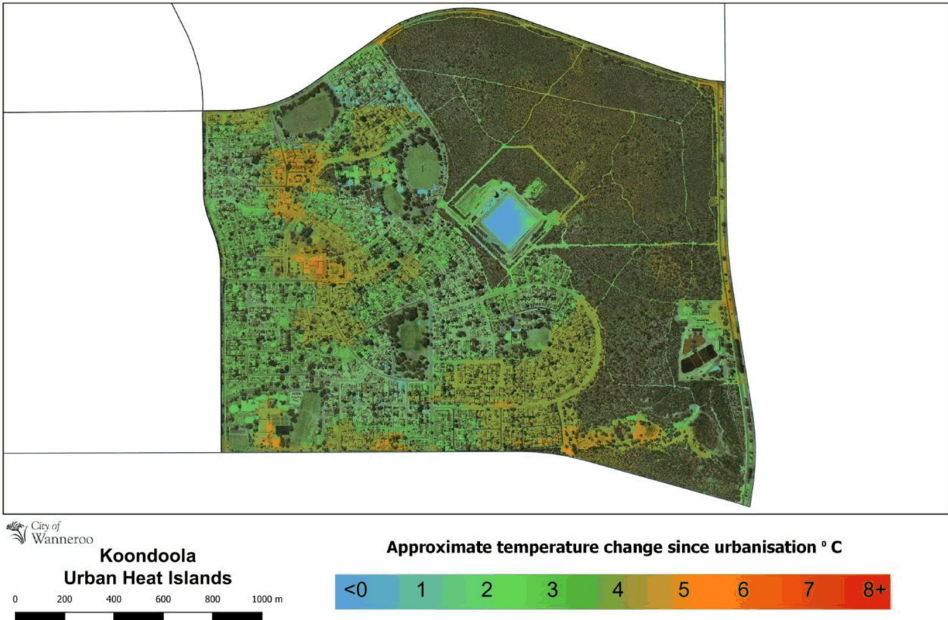 City of
Wanneroo
Koondoola
Urban Heat Islands
0 200 400 600 800 1000 m
Approximate temperature change since urbanisation ° C
<0 1 2 3 4 5 6 7 8+